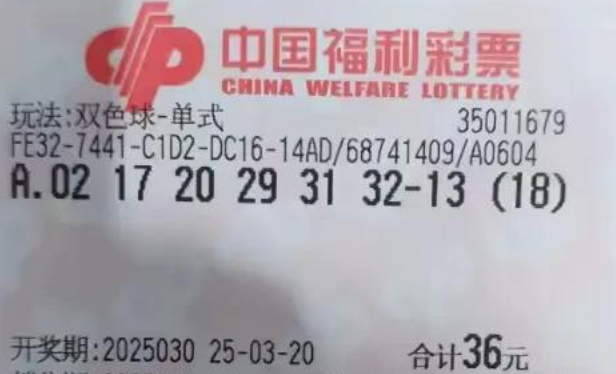 中国福利彩票
CHINA WELFARE LOTTERY
玩法:双色球-单式 35011679
FE32-7441-C1D2-DC16-14AD/68741409/A0604
A.02 17 20 29 31 32-13 (18)
开奖期:2025030 25-03-20 合计36元